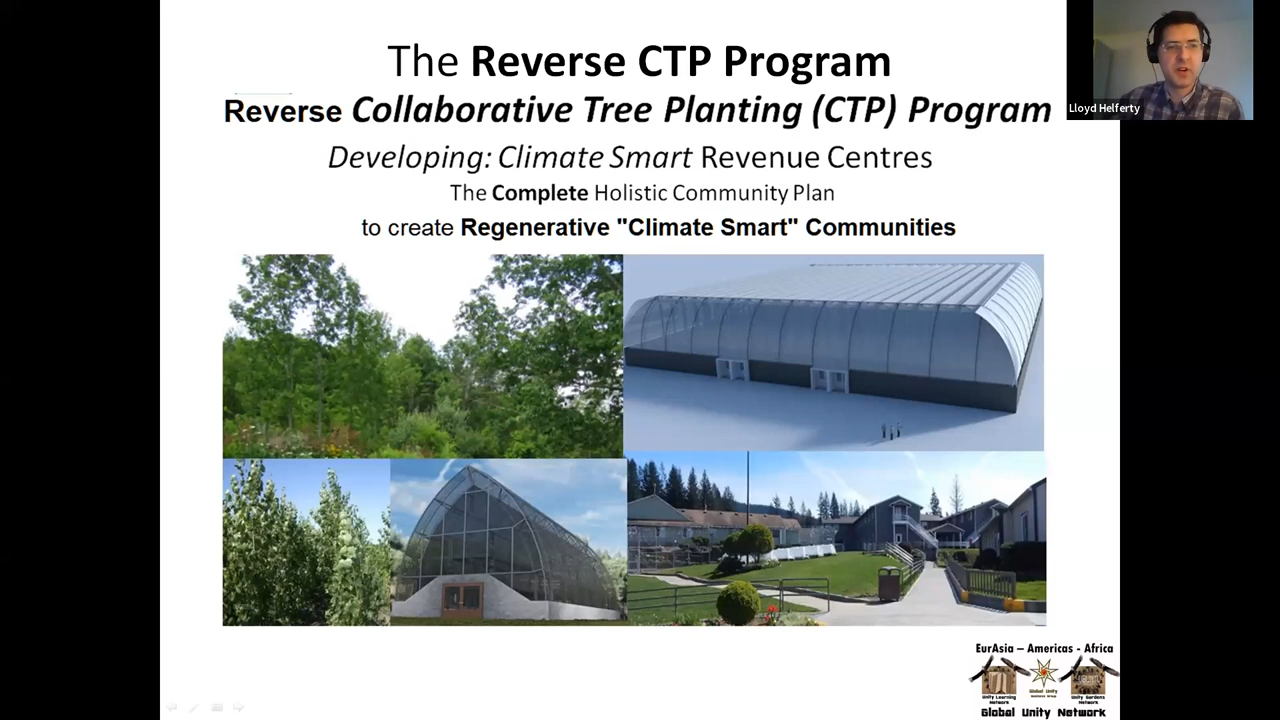 The Reverse CTP Program
Lloyd Helferty
Reverse Collaborative Tree Planting (CTP) Program
Developing: Climate Smart Revenue Centres
The Complete Holistic Community Plan
to create Regenerative "Climate Smart" Communities
EurAsia – Americas - Africa
Unity Learning
Network
Global Unity
Unity Gardens
Network
Global Unity Network